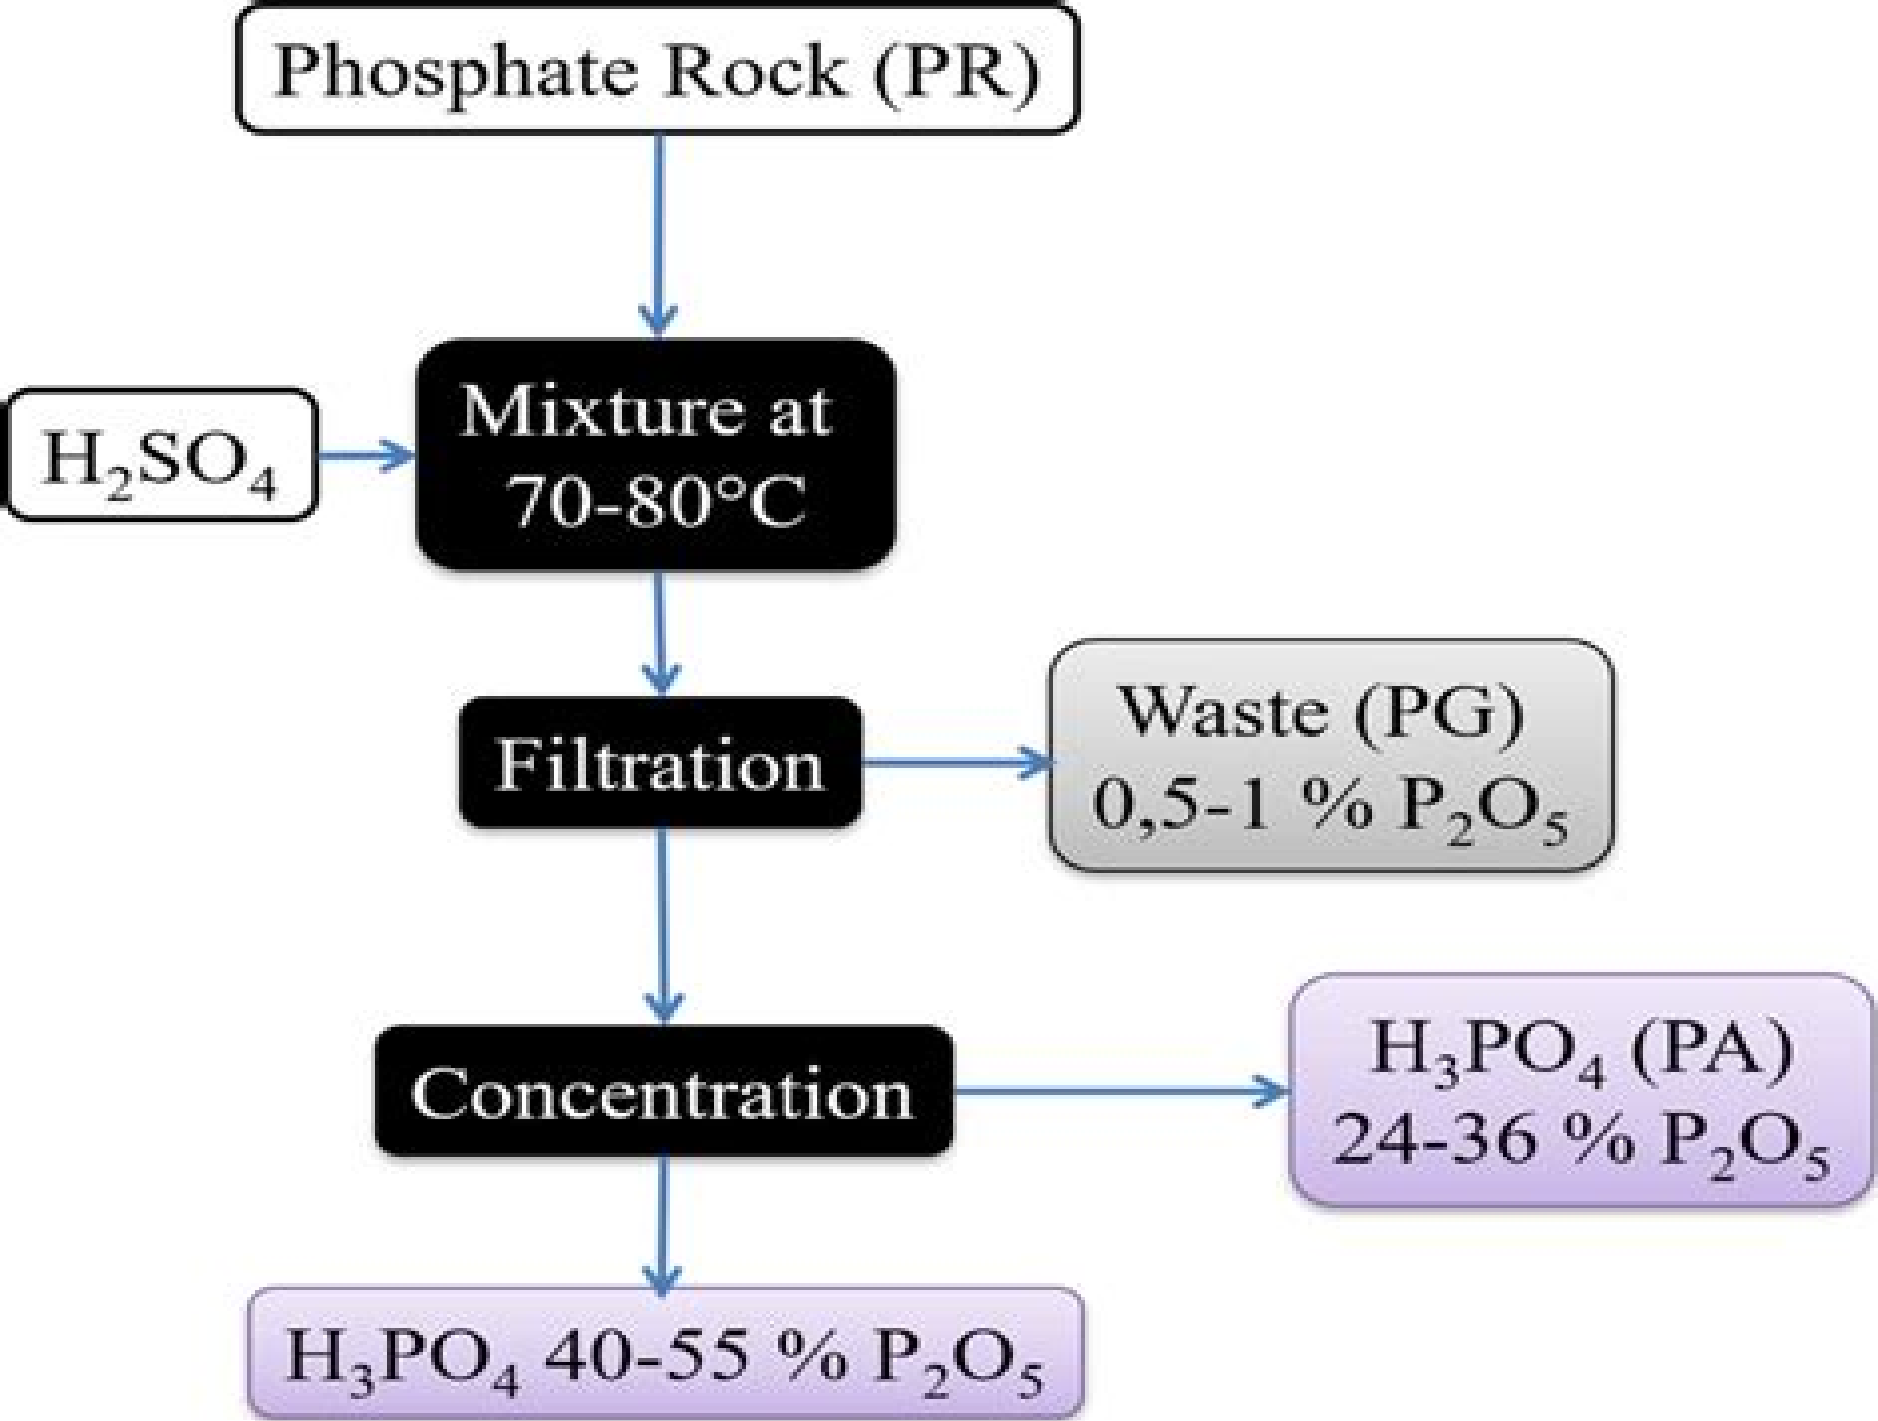 Phosphate Rock (PR)
H₂SO₄
Mixture at
70-80°C
Filtration
Waste (PG)
0,5-1 % P₂O₅
Concentration
H₃PO₄ (PA)
24-36 % P₂O₅
H₃PO₄ 40-55 % P₂O₅